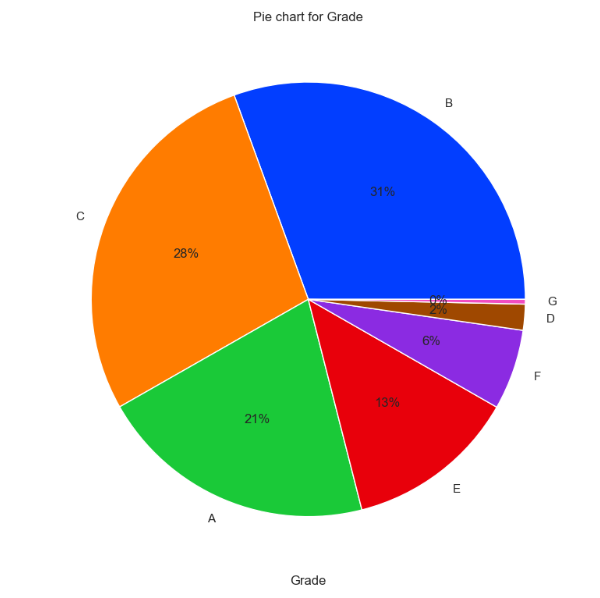 Pie chart for Grade
B
31%
C
28%
0%
G
2%
D
6%
F
13%
21%
E
A
Grade